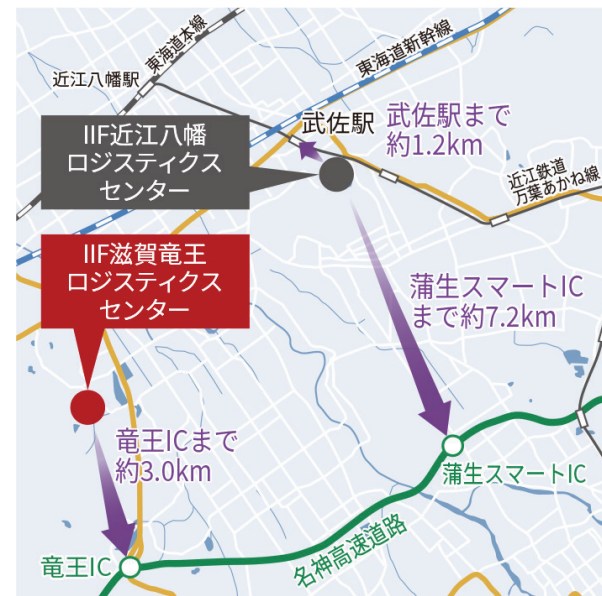 東海道本線
近江八幡駅
東海道新幹線
IIF近江八幡
ロジスティクス
センター
武佐駅
武佐駅まで
約1.2km
近江鉄道
万葉あかね線
IIF滋賀竜王
ロジスティクス
センター
蒲生スマートIC
まで約7.2km
竜王ICまで
約3.0km
蒲生スマートIC
名神高速道路
竜王IC